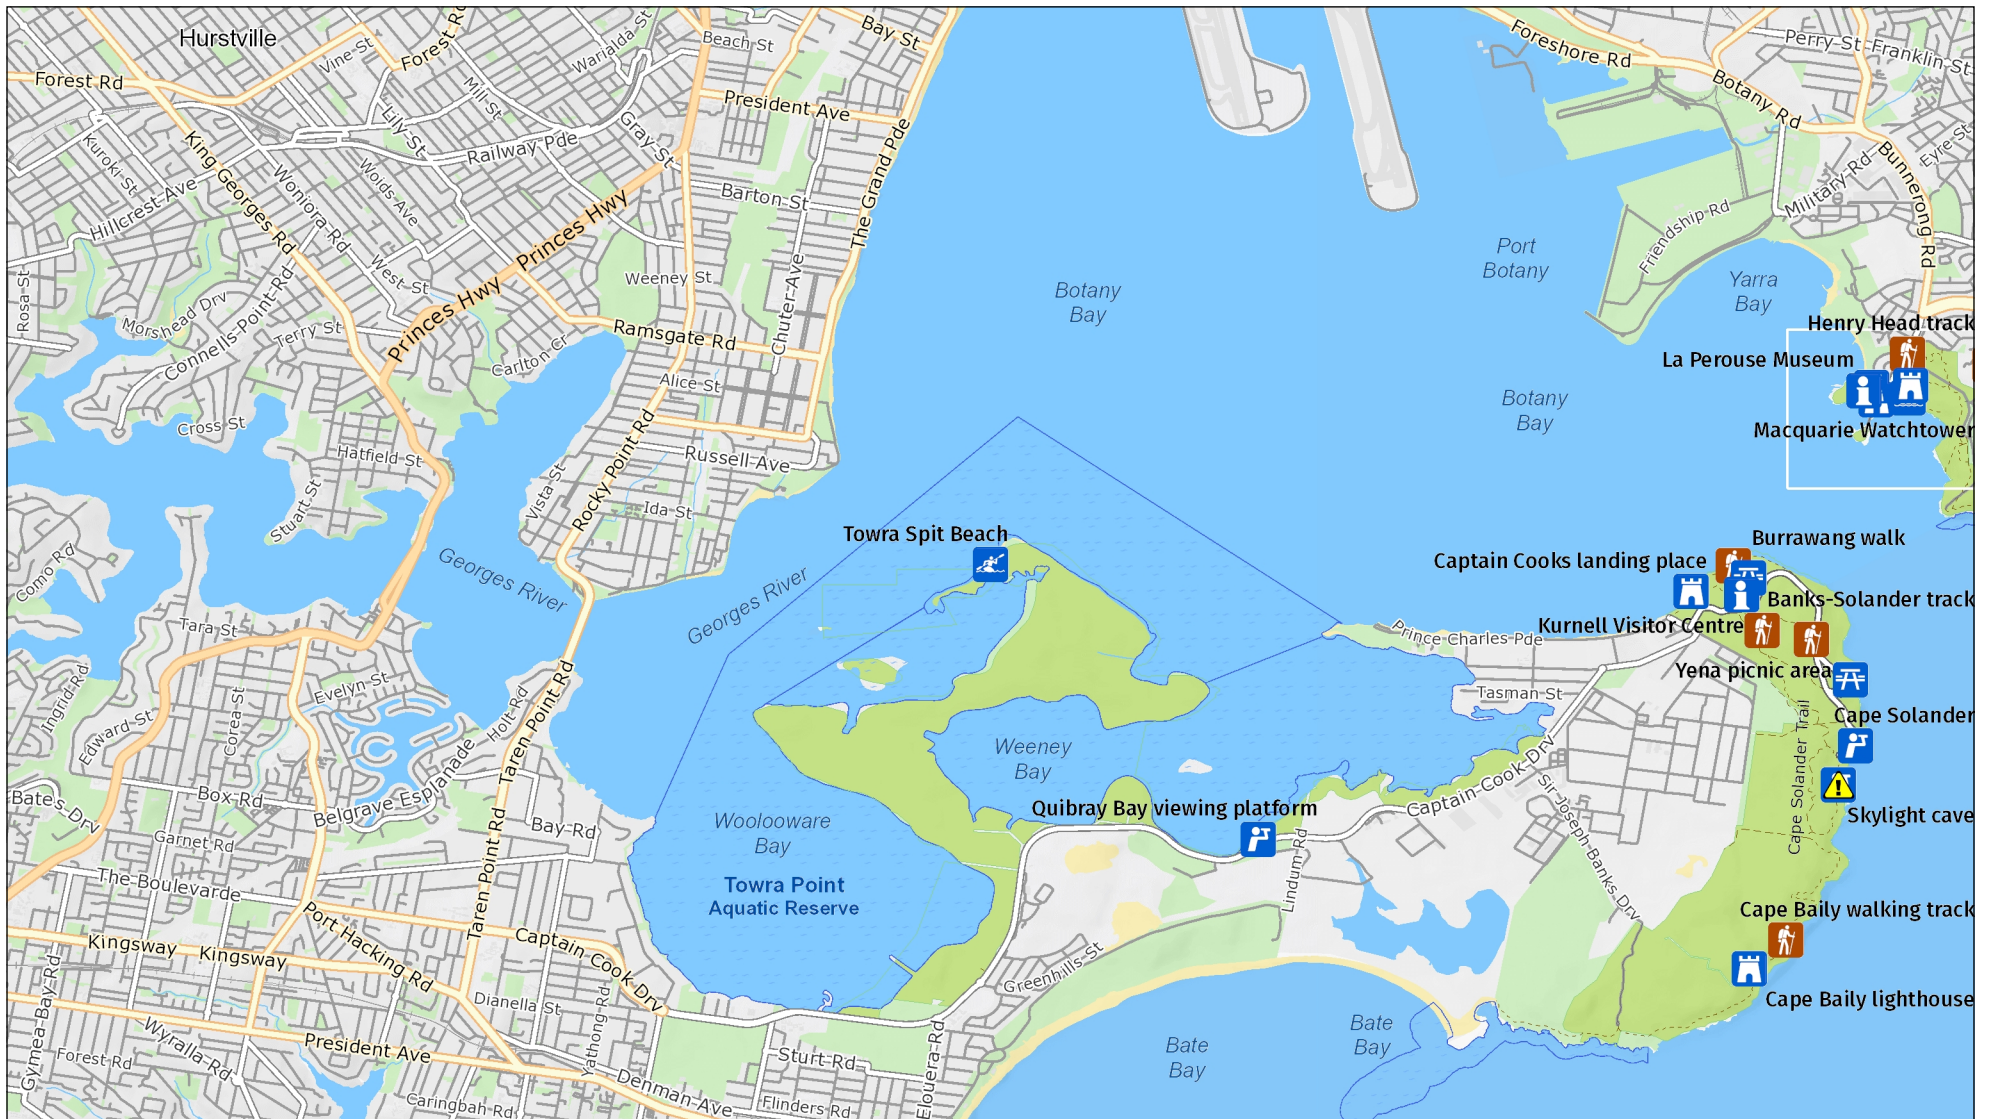 Hurstville
Forest Rd
Vine St
Forest Rd
Warialda St
Beach St
Bay St
Foreshore Rd
Perry St
Franklin St
Mill St
President Ave
Botany Rd
Lily St
Gray St
Railway Pde
Kuroki St
King Georges Rd
Woniora Rd
Woids Ave
Hillcrest Ave
Barton St
The Grand Pde
Military Rd
Bunnerong Rd
Eyre St
Friendship Rd
Princes Hwy
Princes Hwy
Princes Hwy
West St
Weeney St
Chuter Ave
Port
Botany
Yarra
Bay
Botany
Bay
Rosa St
Morshead Drv
Connells Point Rd
Terry St
Carlton Cr
Ramsgate Rd
Henry Head track
La Perouse Museum
Alice St
Botany
Bay
Macquarie Watchtower
Cross St
Hatfield St
Russell Ave
Rocky Point Rd
Vista St
Stuart St
Ida St
Towra Spit Beach
Burrawang walk
Captain Cooks landing place
Banks-Solander track
Como Rd
Georges River
Georges River
Tara St
Prince Charles Pde
Kurnell Visitor Centre
Yena picnic area
Tasman St
Ingrid Rd
Edward St
Corea St
Evelyn St
Holt Rd
Taren Point Rd
Cape Solander
Cape Solander Trail
Weeney
Bay
Skylight cave
Bates Drv
Box Rd
Belgrave Esplanade
Quibray Bay viewing platform
Captain Cook Drv
Sir Joseph Banks Drv
Bay Rd
Garnet Rd
Taren Point Rd
Woolooware
Bay
Towra Point
Aquatic Reserve
Lindum Rd
The Boulevarde
Port Hacking Rd
Cape Baily walking track
Kingsway
Kingsway
Captain Cook Drv
Greenhills St
Cape Baily lighthouse
Gymea Bay Rd
Dianella St
Yathong Rd
Wyralla Rd
Forest Rd
President Ave
Bate
Bay
Bate
Bay
Sturt Rd
Elouera Rd
Denman Ave
Caringbah Rd
Flinders Rd